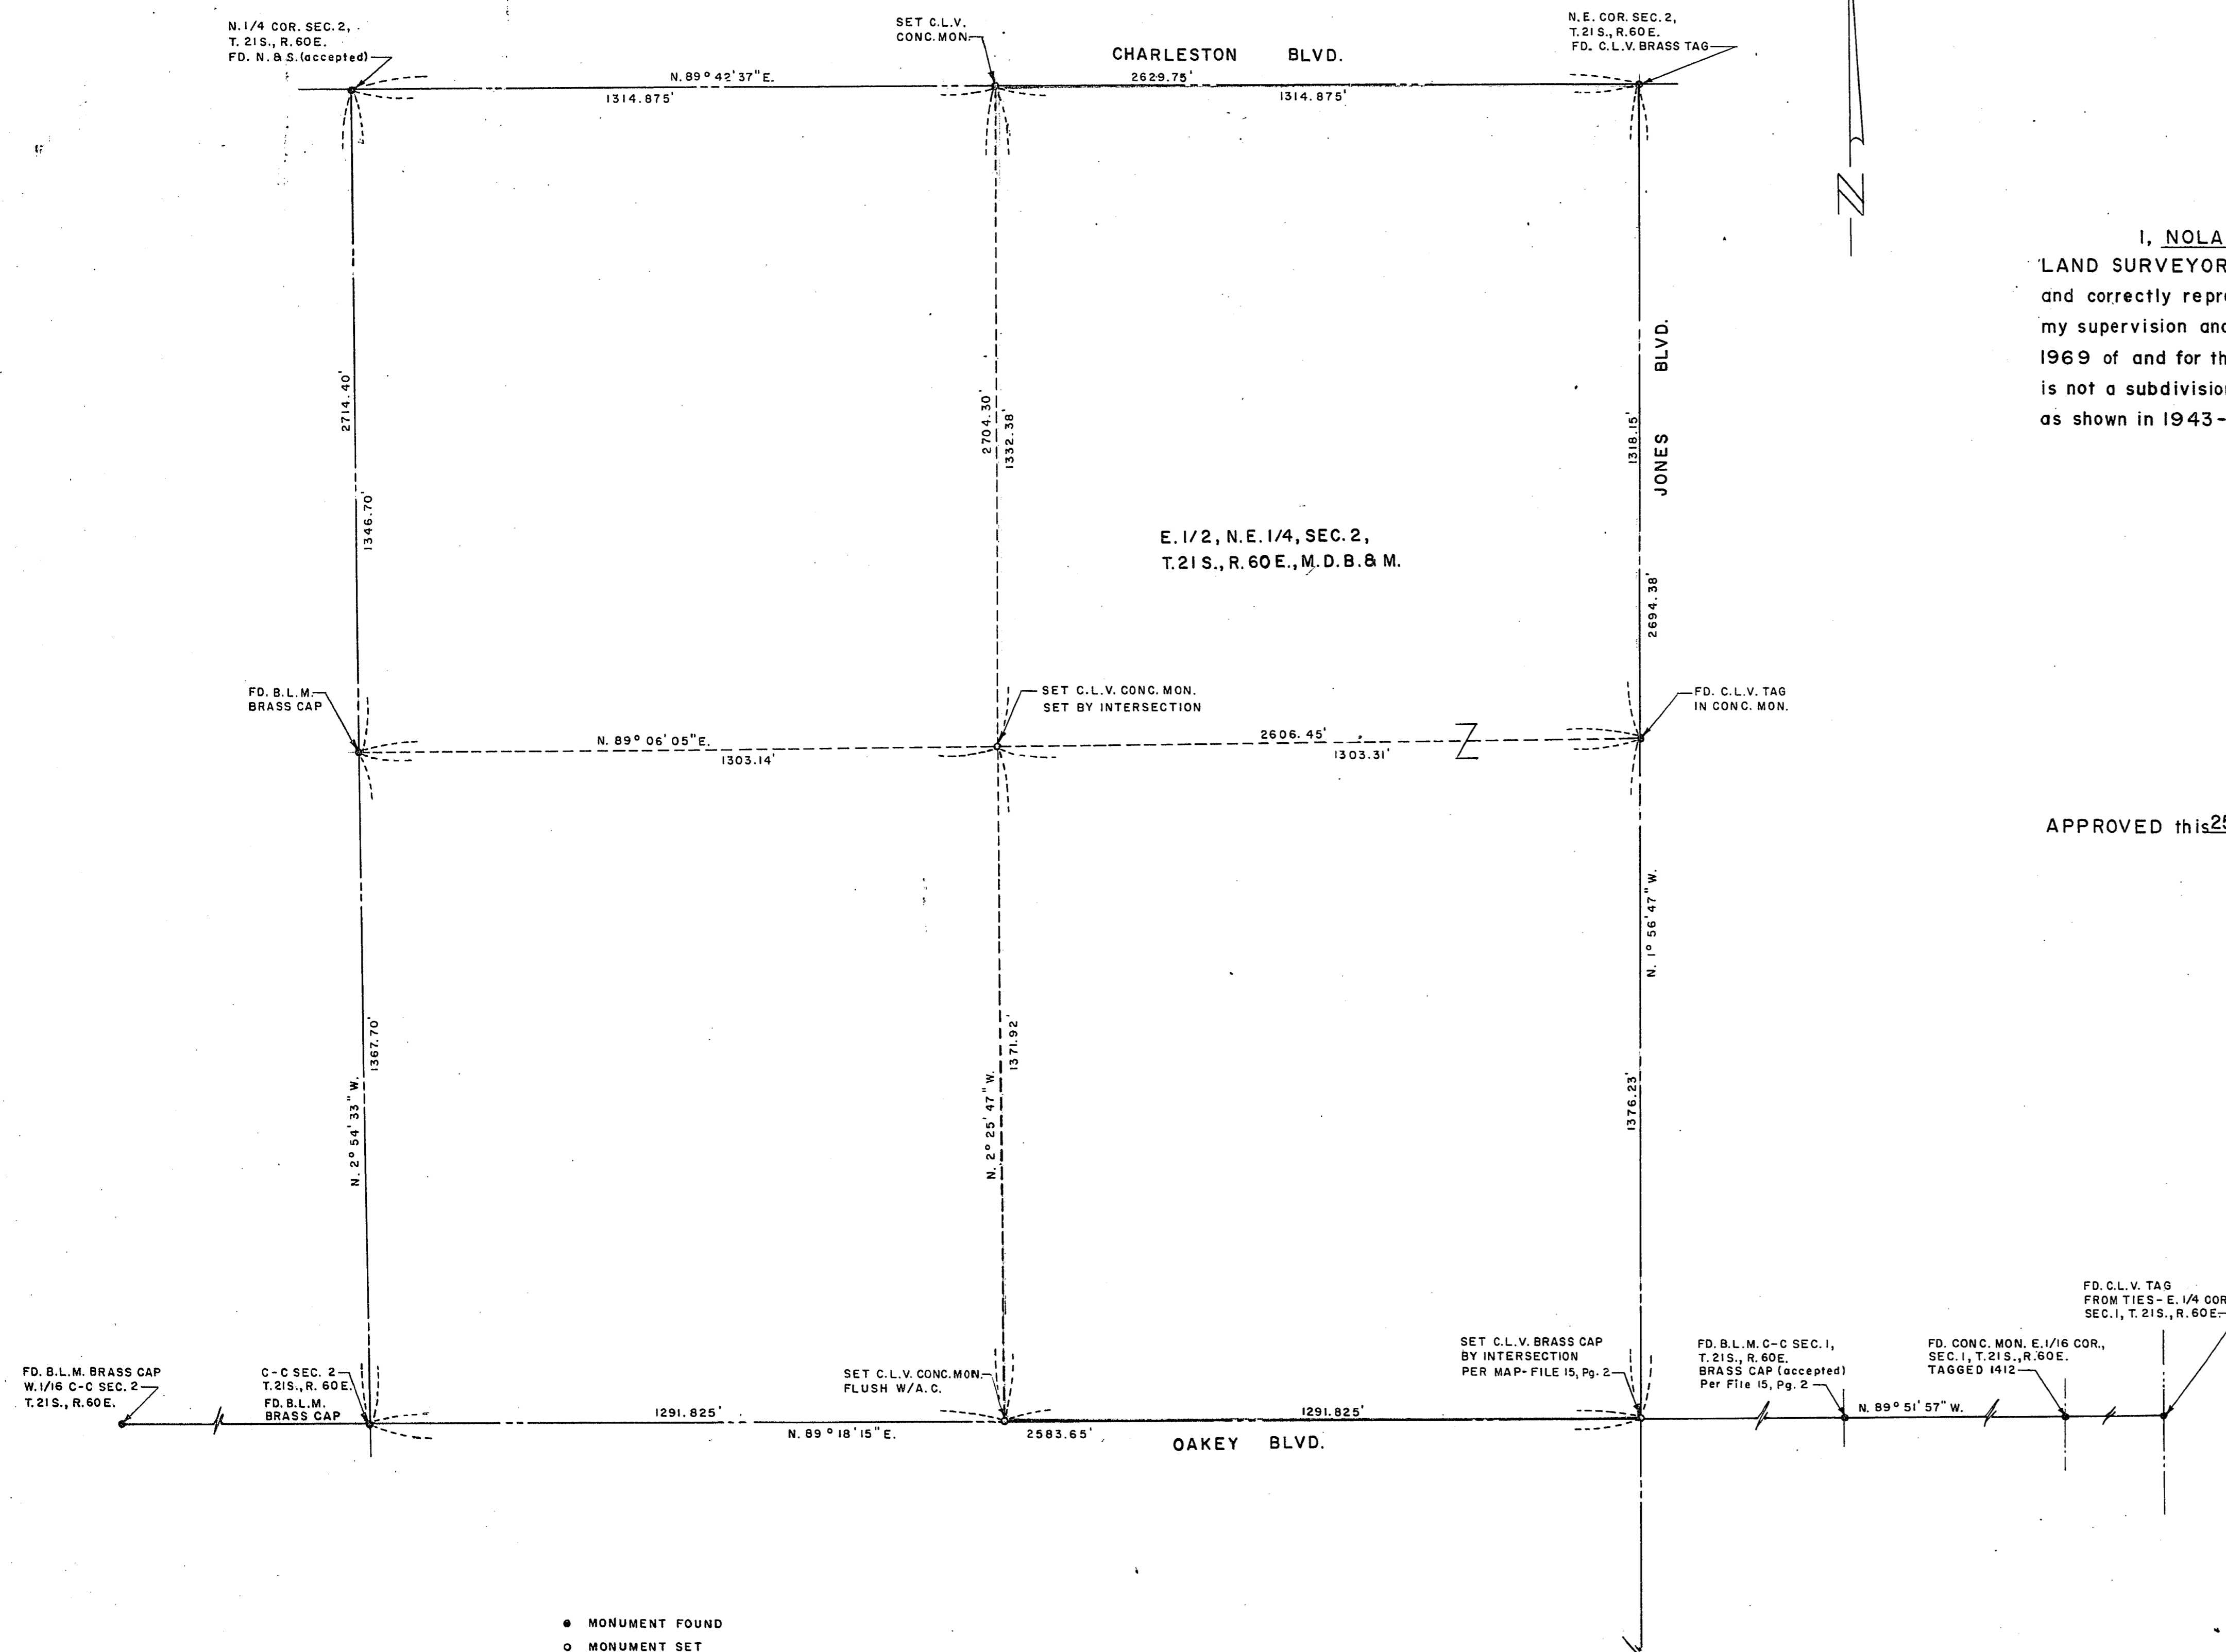 N. 1/4 COR. SEC. 2,
T. 21 S., R. 60 E.
FD. N. & S. (accepted)
SET C.L.V.
CONC. MON.
CHARLESTON BLVD.
N. E. COR. SEC. 2,
T. 21 S., R. 60 E.
FD. C.L.V. BRASS TAG
N. 89° 42' 37" E.
2629.75'
1314.875'
1314.875'
N
I, NOLA
LAND SURVEYOR
and correctly repr
my supervision and
1969 of and for th
is not a subdivisio
as shown in 1943-
2714.40'
1346.70'
2704.30'
1332.38'
1318.15'
JONES BLVD.
2694.38'
E. 1/2, N.E. 1/4, SEC. 2,
T. 21 S., R. 60 E., M.D.B. & M.
FD. B.L.M.
BRASS CAP
SET C.L.V. CONC. MON.
SET BY INTERSECTION
FD. C.L.V. TAG
IN CONC. MON.
N. 89° 06' 05" E.
1303.14'
2606.45'
1303.31'
APPROVED this 25
N. 1° 56' 47" W.
1367.70'
N. 2° 54' 33" W.
1371.92'
N. 2° 25' 47" W.
1376.23'
FD. B.L.M. BRASS CAP
W. 1/16 C-C SEC. 2
T. 21 S., R. 60 E.
C-C SEC. 2
T. 21S., R. 60 E.
FD. B.L.M.
BRASS CAP
SET C.L.V. CONC. MON.
FLUSH W/A.C.
SET C.L.V. BRASS CAP
BY INTERSECTION
PER MAP-FILE 15, Pg. 2
FD. B.L.M. C-C SEC. 1,
T. 21 S., R. 60 E.
BRASS CAP (accepted)
Per File 15, Pg. 2
FD. CONC. MON. E. 1/16 COR.,
SEC. 1, T. 21 S., R. 60 E.
TAGGED 1412
FD. C.L.V. TAG
FROM TIES- E. 1/4 COR
SEC. 1, T. 21 S., R. 60 E.
1291.825'
N. 89° 18' 15" E.
2583.65'
1291.825'
OAKEY BLVD.
N. 89° 51' 57" W.
● MONUMENT FOUND
○ MONUMENT SET